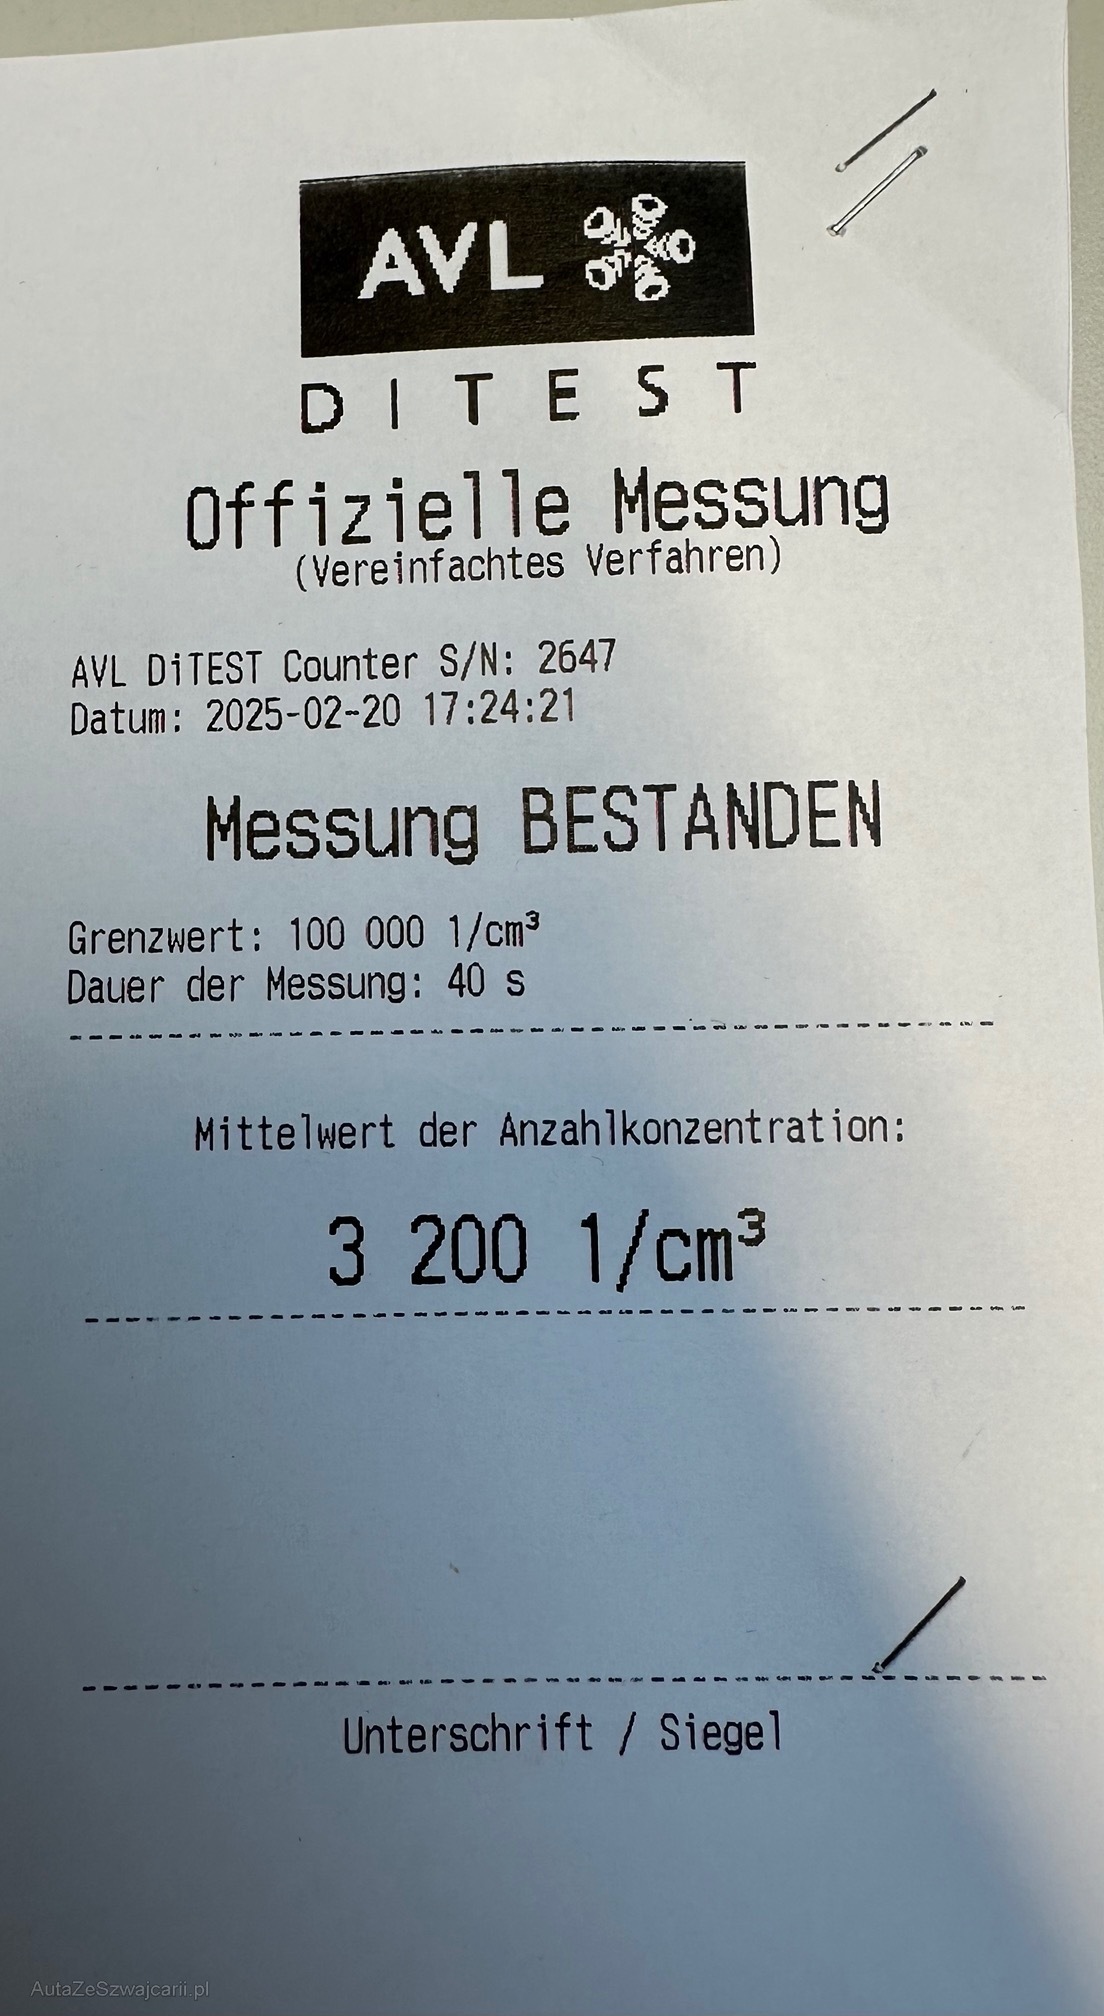 AVL
DITEST
Offizielle Messung
(Vereinfachtes Verfahren)
AVL DiTEST Counter S/N: 2647
Datum: 2025-02-20 17:24:21
Messung BESTANDEN
Grenzwert: 100 000 1/cm³
Dauer der Messung: 40 s
Mittelwert der Anzahlkonzentration:
3 200 1/cm³
Unterschrift / Siegel
AutaZeSzwajcarii.pl